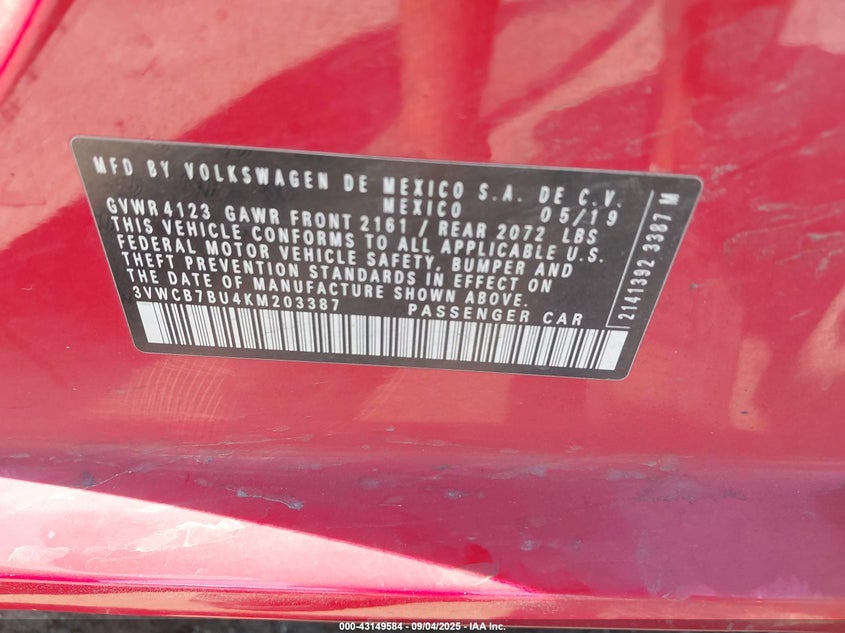 MFD BY VOLKSWAGEN DE MEXICO S.A. DE C.V.
MEXICO 05/19
GVWR 4123 GAWR FRONT 2161 / REAR 2072 LBS
THIS VEHICLE CONFORMS TO ALL APPLICABLE U.S.
FEDERAL MOTOR VEHICLE SAFETY, BUMPER AND
THEFT PREVENTION STANDARDS IN EFFECT ON
THE DATE OF MANUFACTURE SHOWN ABOVE.
3VWCB7BU4KM203387 PASSENGER CAR
2141392 3387 M
000-43149584 - 09/04/2025 - IAA Inc.